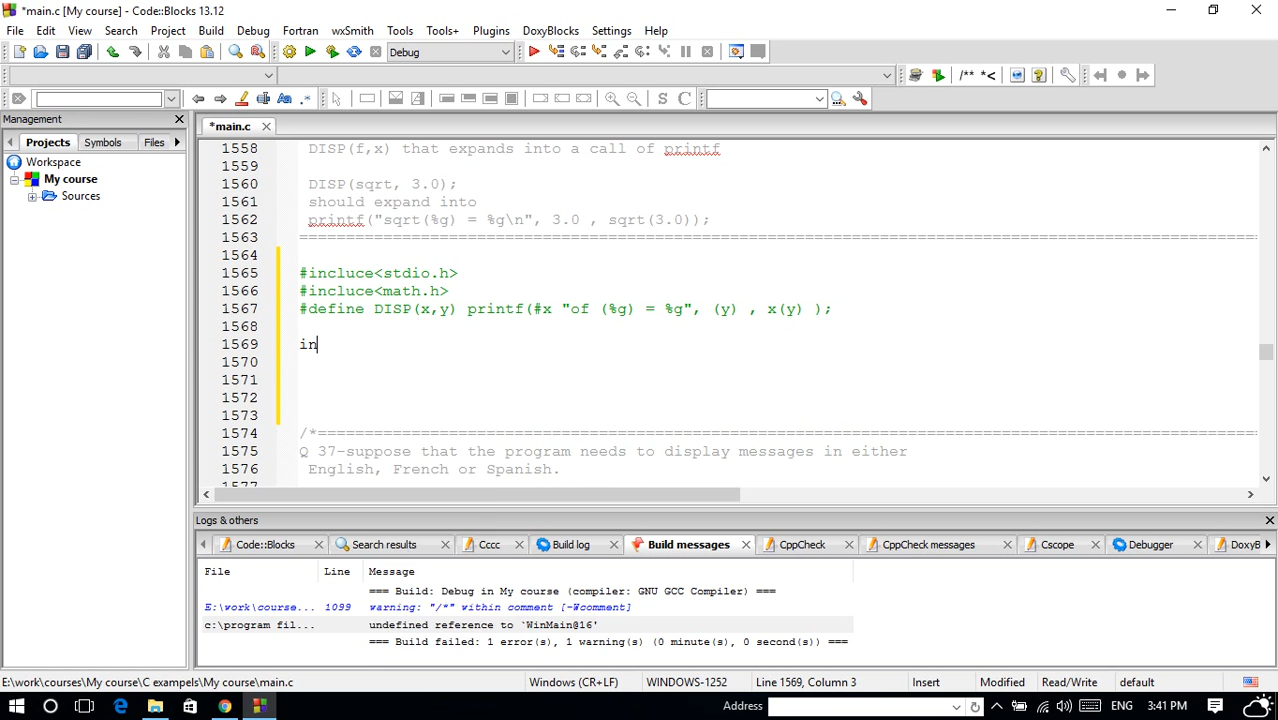 *main.c [My course] - Code::Blocks 13.12
File Edit View Search Project Build Debug Fortran wxSmith Tools Tools+ Plugins DoxyBlocks Settings Help
Debug
/** *<
S C
Management
Projects Symbols Files
Workspace
My course
Sources
*main.c
1558 DISP(f,x) that expands into a call of printf
1559
1560 DISP(sqrt, 3.0);
1561 should expand into
1562 printf("sqrt(%g) = %g\n", 3.0 , sqrt(3.0));
1563 ======================================================================================================
1564
1565 #incluce<stdio.h>
1566 #incluce<math.h>
1567 #define DISP(x,y) printf(#x "of (%g) = %g", (y) , x(y) );
1568
1569 in
1570
1571
1572
1573
1574 /*====================================================================================================
1575 Q 37-suppose that the program needs to display messages in either
1576 English, French or Spanish.
Logs & others
Code::Blocks Search results Cccc Build log Build messages CppCheck CppCheck messages Cscope Debugger DoxyB
File Line Message
=== Build: Debug in My course (compiler: GNU GCC Compiler) ===
E:\work\course... 1099 warning: "/*" within comment [-Wcomment]
c:\program fil... undefined reference to `WinMain@16'
=== Build failed: 1 error(s), 1 warning(s) (0 minute(s), 0 second(s)) ===
E:\work\courses\My course\C exampels\My course\main.c Windows (CR+LF) WINDOWS-1252 Line 1569, Column 3 Insert Modified Read/Write default
Address ENG 3:41 PM